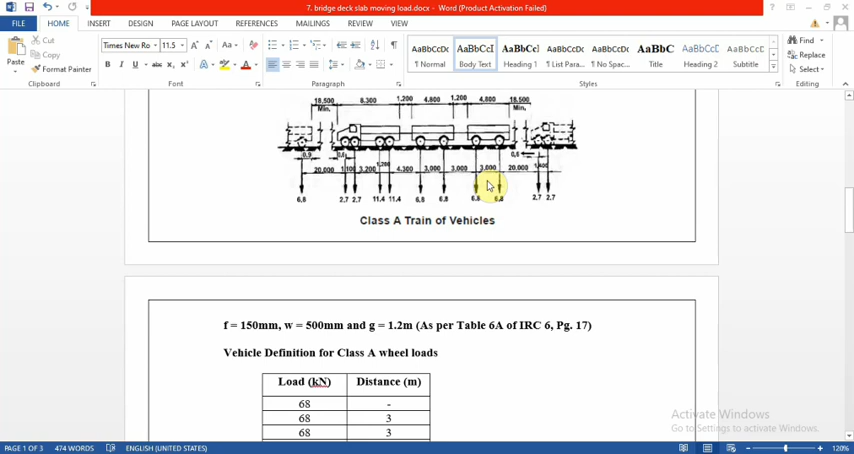 7. bridge deck slab moving load.docx - Word (Product Activation Failed)
FILE HOME INSERT DESIGN PAGE LAYOUT REFERENCES MAILINGS REVIEW VIEW
Cut
Copy
Format Painter
Paste
Clipboard
Times New Ro 11.5
Font
Paragraph
AaBbCcDc AaBbCcI AaBbCcI AaBbCcDc AaBbCcDc AaBbC AaBbCcE AaBbCcE
¶ Normal Body Text Heading 1 ¶ List Para... ¶ No Spac... Title Heading 2 Subtitle
Styles
Find
Replace
Select
Editing
18.500 8.300 1.200 4.800 1.200 4.800 18.500
Min. Min.
0.9 0.6 0.6
20.000 3.200 1.200 4.300 3.000 3.000 3.000 20.000
6.8 2.7 2.7 11.4 11.4 6.8 6.8 6.8 6.8 2.7 2.7
Class A Train of Vehicles
f = 150mm, w = 500mm and g = 1.2m (As per Table 6A of IRC 6, Pg. 17)
Vehicle Definition for Class A wheel loads
Load (kN) Distance (m)
68 -
68 3
68 3
Activate Windows
Go to Settings to activate Windows.
PAGE 1 OF 3 474 WORDS ENGLISH (UNITED STATES) 120%